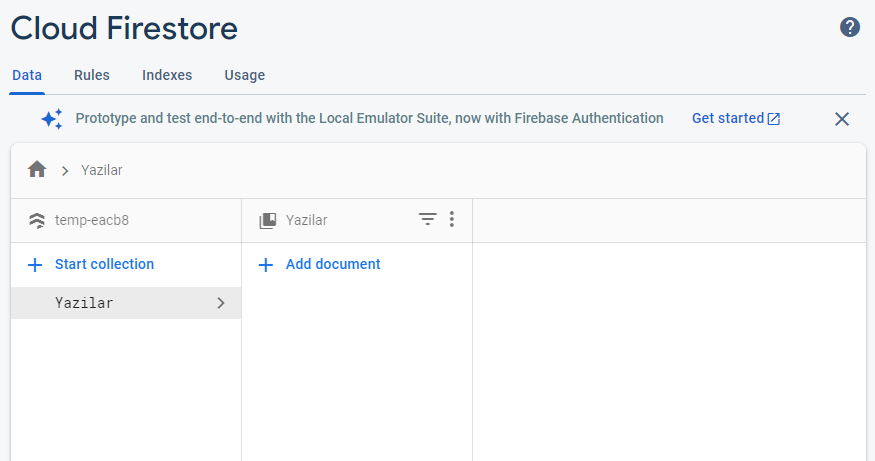 Cloud Firestore
Data Rules Indexes Usage
Prototype and test end-to-end with the Local Emulator Suite, now with Firebase Authentication Get started
Yazilar
temp-eacb8 Yazilar
Start collection Add document
Yazilar